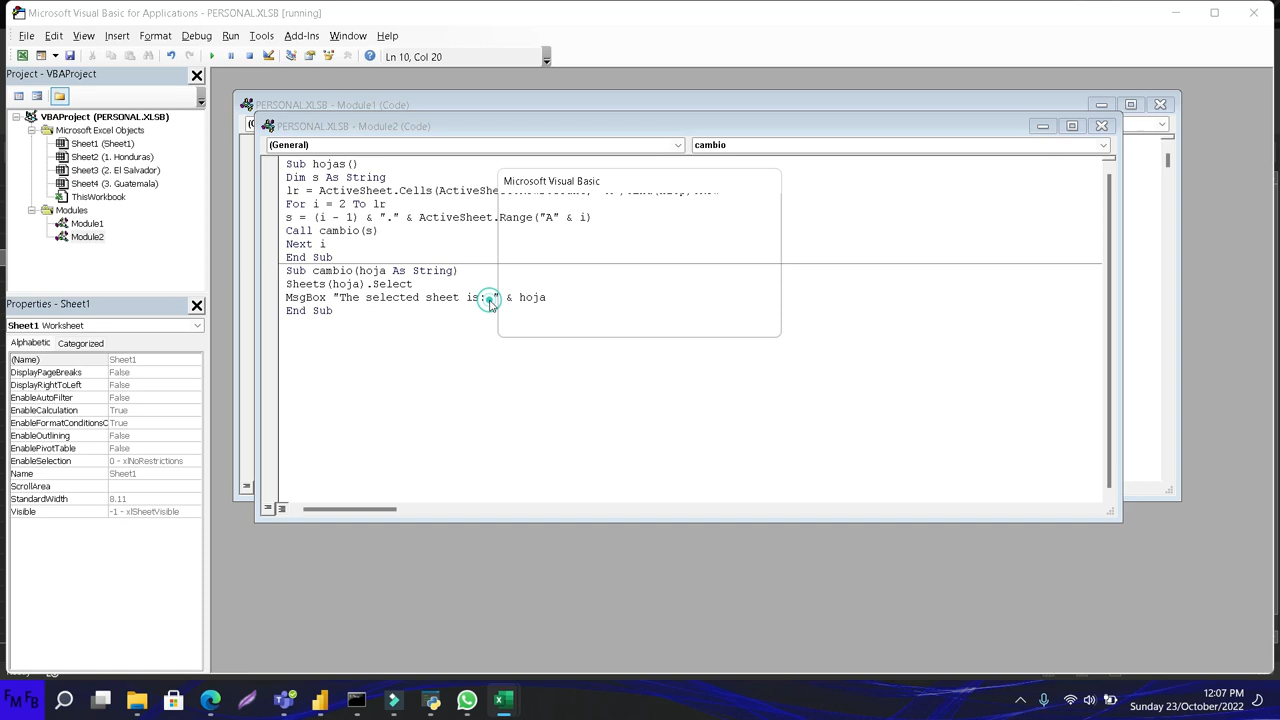 Microsoft Visual Basic for Applications - PERSONAL.XLSB [running]
File Edit View Insert Format Debug Run Tools Add-Ins Window Help
Ln 10, Col 20
Project - VBAProject
VBAProject (PERSONAL.XLSB)
Microsoft Excel Objects
Sheet1 (Sheet1)
Sheet2 (1. Honduras)
Sheet3 (2. El Salvador)
Sheet4 (3. Guatemala)
ThisWorkbook
Modules
Module1
Module2
Properties - Sheet1
Sheet1 Worksheet
Alphabetic Categorized
(Name) Sheet1
DisplayPageBreaks False
DisplayRightToLeft False
EnableAutoFilter False
EnableCalculation True
EnableFormatConditionsC True
EnableOutlining False
EnablePivotTable False
EnableSelection 0 - xlNoRestrictions
Name Sheet1
ScrollArea
StandardWidth 8.11
Visible -1 - xlSheetVisible
PERSONAL.XLSB - Module1 (Code)
PERSONAL.XLSB - Module2 (Code)
(General) cambio
Microsoft Visual Basic
Sub hojas()
Dim s As String
lr = ActiveSheet.Cells(ActiveShe
For i = 2 To lr
s = (i - 1) & "." & ActiveSheet.Range("A" & i)
Call cambio(s)
Next i
End Sub
Sub cambio(hoja As String)
Sheets(hoja).Select
MsgBox "The selected sheet is: " & hoja
End Sub
FM FB
12:07 PM
Sunday 23/October/2022